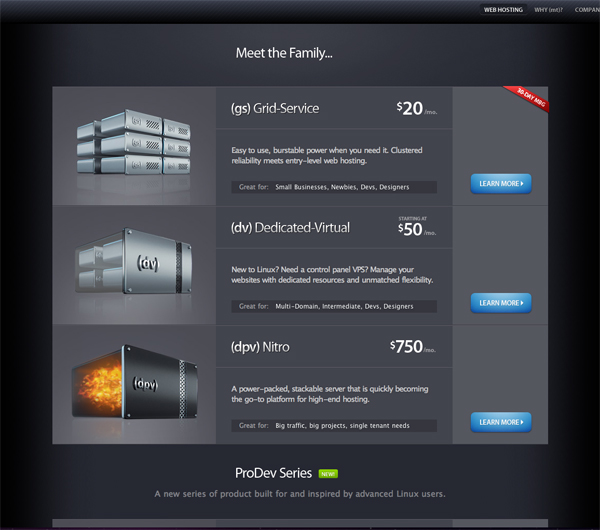 WEB HOSTING WHY (mt)? COMPAN
Meet the Family...
(gs) Grid-Service $20 /mo.
30-DAY MBG
Easy to use, burstable power when you need it. Clustered
reliability meets entry-level web hosting.
LEARN MORE
Great for: Small Businesses, Newbies, Devs, Designers
(dv)
STARTING AT
(dv) Dedicated-Virtual $50 /mo.
New to Linux? Need a control panel VPS? Manage your
websites with dedicated resources and unmatched flexibility.
LEARN MORE
Great for: Multi-Domain, Intermediate, Devs, Designers
(dpv)
(dpv) Nitro $750 /mo.
A power-packed, stackable server that is quickly becoming
the go-to platform for high-end hosting.
LEARN MORE
Great for: Big traffic, big projects, single tenant needs
ProDev Series NEW!
A new series of product built for and inspired by advanced Linux users.